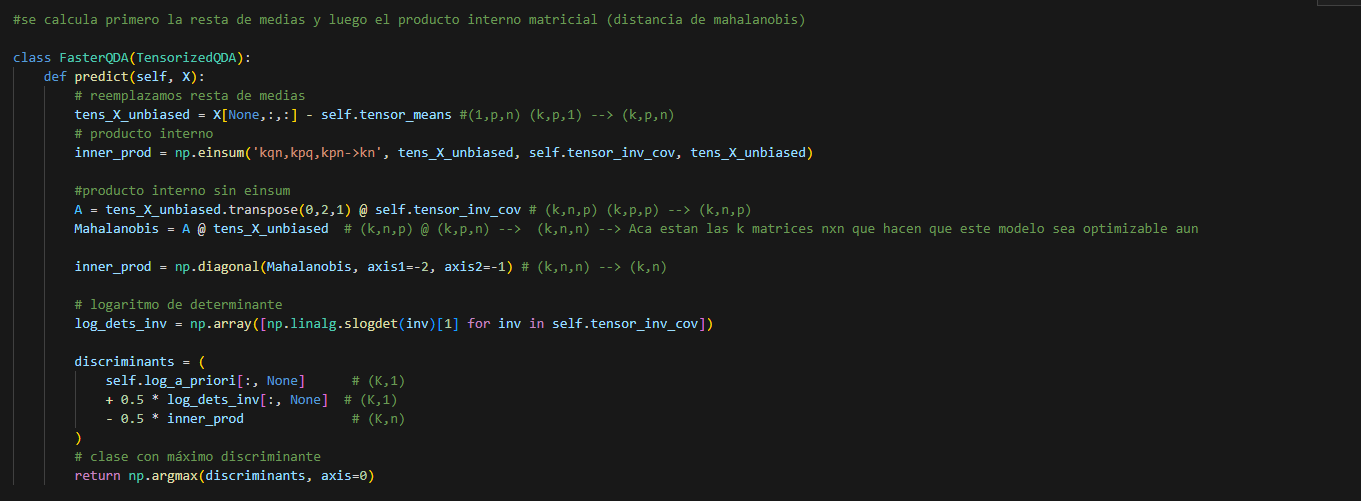 #se calcula primero la resta de medias y luego el producto interno matricial (distancia de mahalanobis)
class FasterQDA(TensorizedQDA):
def predict(self, X):
# reemplazamos resta de medias
tens_X_unbiased = X[None,:,:] - self.tensor_means #(1,p,n) (k,p,1) --> (k,p,n)
# producto interno
inner_prod = np.einsum('kqn,kpq,kpn->kn', tens_X_unbiased, self.tensor_inv_cov, tens_X_unbiased)
#producto interno sin einsum
A = tens_X_unbiased.transpose(0,2,1) @ self.tensor_inv_cov # (k,n,p) (k,p,p) --> (k,n,p)
Mahalanobis = A @ tens_X_unbiased  # (k,n,p) @ (k,p,n) -->  (k,n,n) --> Aca estan las k matrices nxn que hacen que este modelo sea optimizable aun
inner_prod = np.diagonal(Mahalanobis, axis1=-2, axis2=-1) # (k,n,n) --> (k,n)
# logaritmo de determinante
log_dets_inv = np.array([np.linalg.slogdet(inv)[1] for inv in self.tensor_inv_cov])
discriminants = (
self.log_a_priori[:, None]      # (K,1)
+ 0.5 * log_dets_inv[:, None]  # (K,1)
- 0.5 * inner_prod              # (K,n)
)
# clase con máximo discriminante
return np.argmax(discriminants, axis=0)